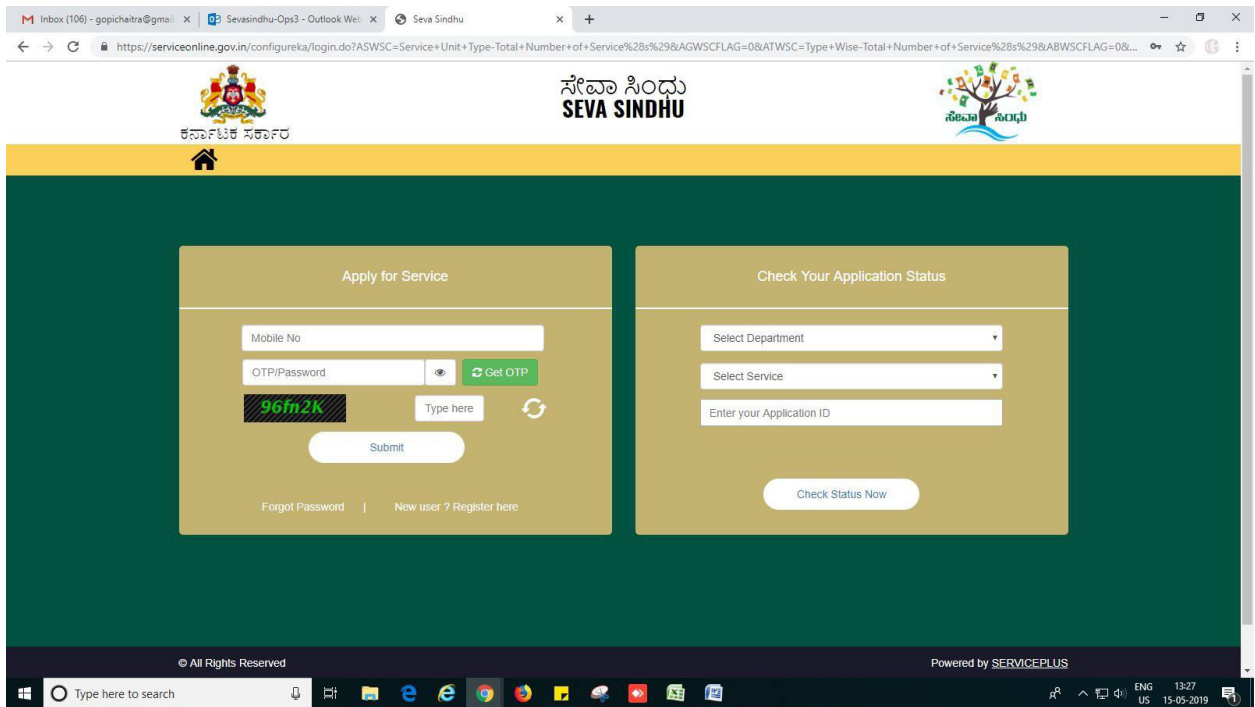 Inbox (106) - gopichaitra@gmail
Sevasindhu-Ops3 - Outlook Web
Seva Sindhu
https://serviceonline.gov.in/configureka/login.do?ASWSC=Service+Unit+Type-Total+Number+of+Service%28s%29&AGWSCFLAG=0&ATWSC=Type+Wise-Total+Number+of+Service%28s%29&ABWSCFLAG=0&...
ಕರ್ನಾಟಕ ಸರ್ಕಾರ
ಸೇವಾ ಸಿಂಧು
SEVA SINDHU
ಸೇವಾ ಸಿಂಧು
Apply for Service
Mobile No
OTP/Password
Get OTP
96fn2K
Type here
Submit
Forgot Password | New user ? Register here
Check Your Application Status
Select Department
Select Service
Enter your Application ID
Check Status Now
© All Rights Reserved
Powered by SERVICEPLUS
Type here to search
ENG
US
13:27
15-05-2019